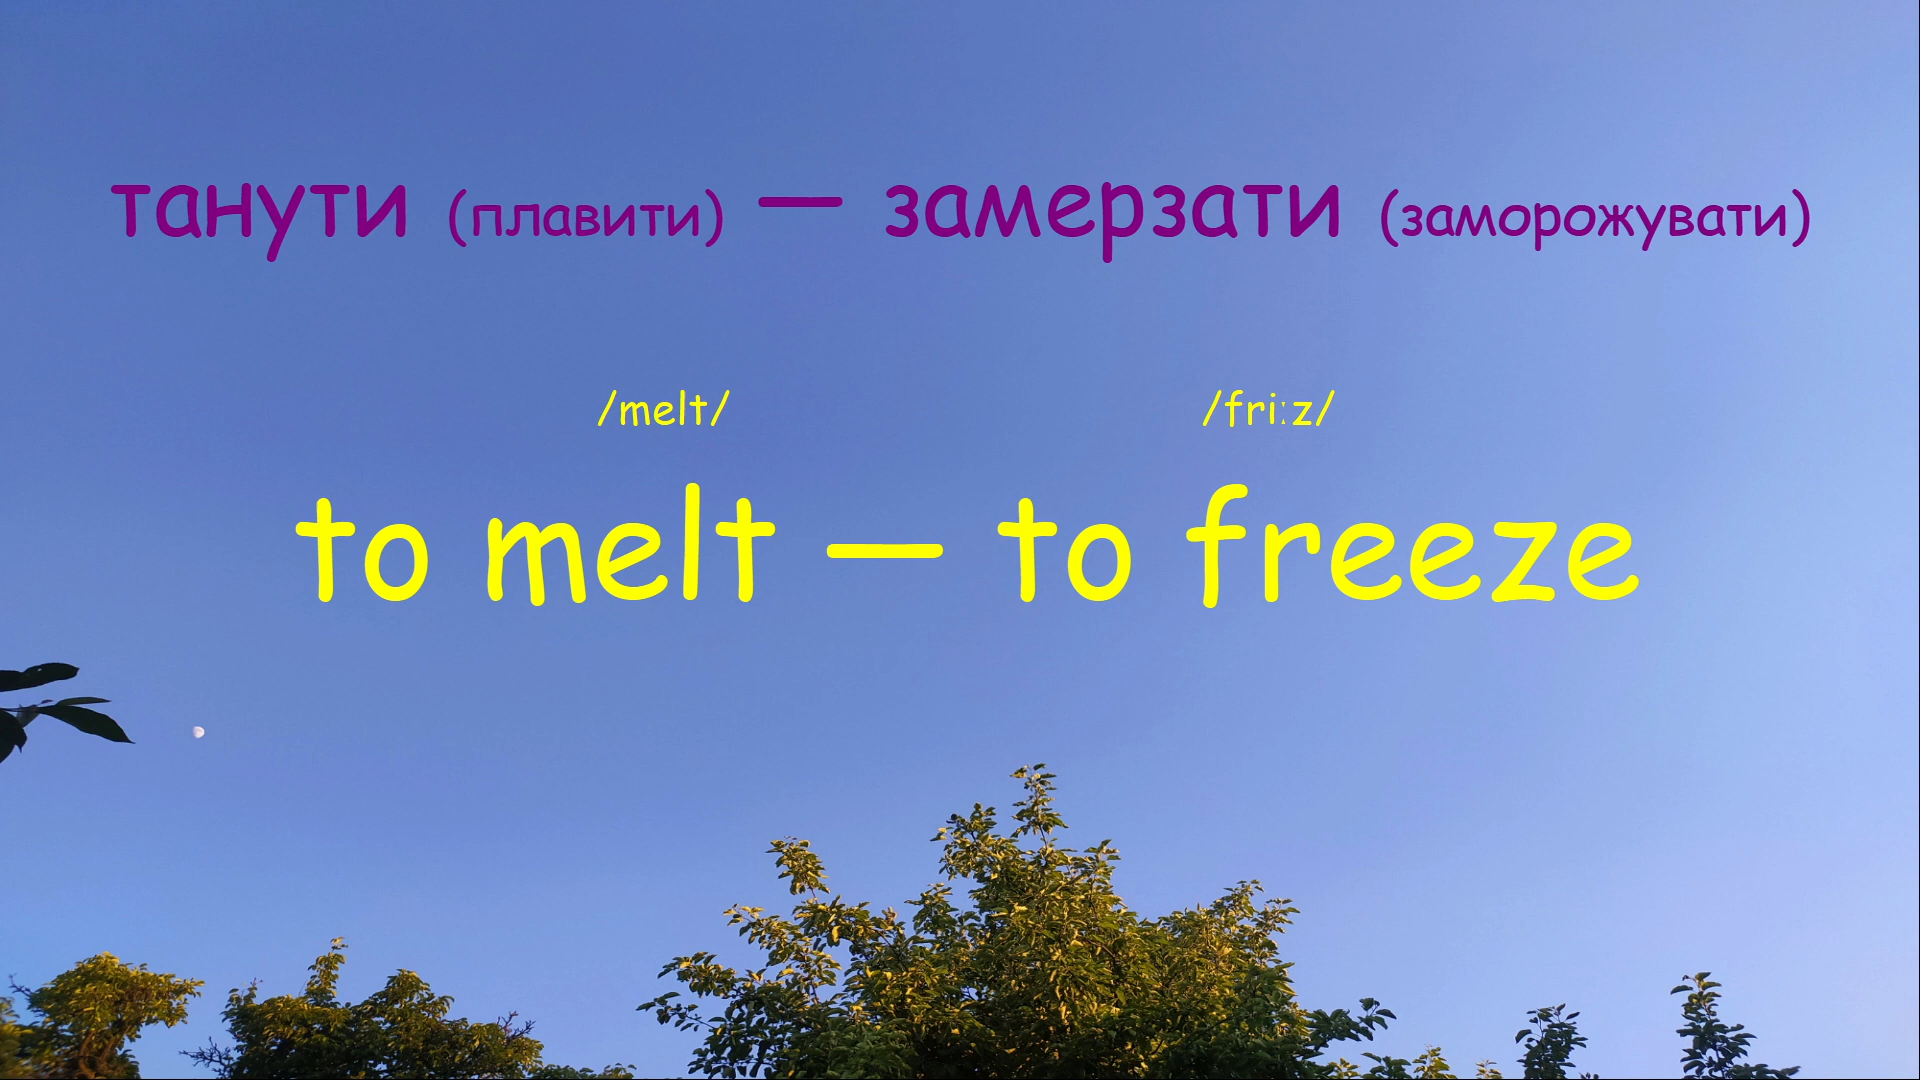 танути (плавити) — замерзати (заморожувати)
/melt/ /friːz/
to melt — to freeze